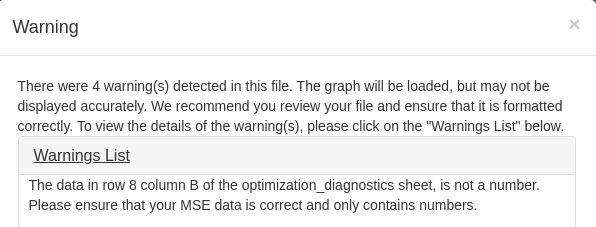 Warning
×
There were 4 warning(s) detected in this file. The graph will be loaded, but may not be
displayed accurately. We recommend you review your file and ensure that it is formatted
correctly. To view the details of the warning(s), please click on the "Warnings List" below.
Warnings List
The data in row 8 column B of the optimization_diagnostics sheet, is not a number.
Please ensure that your MSE data is correct and only contains numbers.